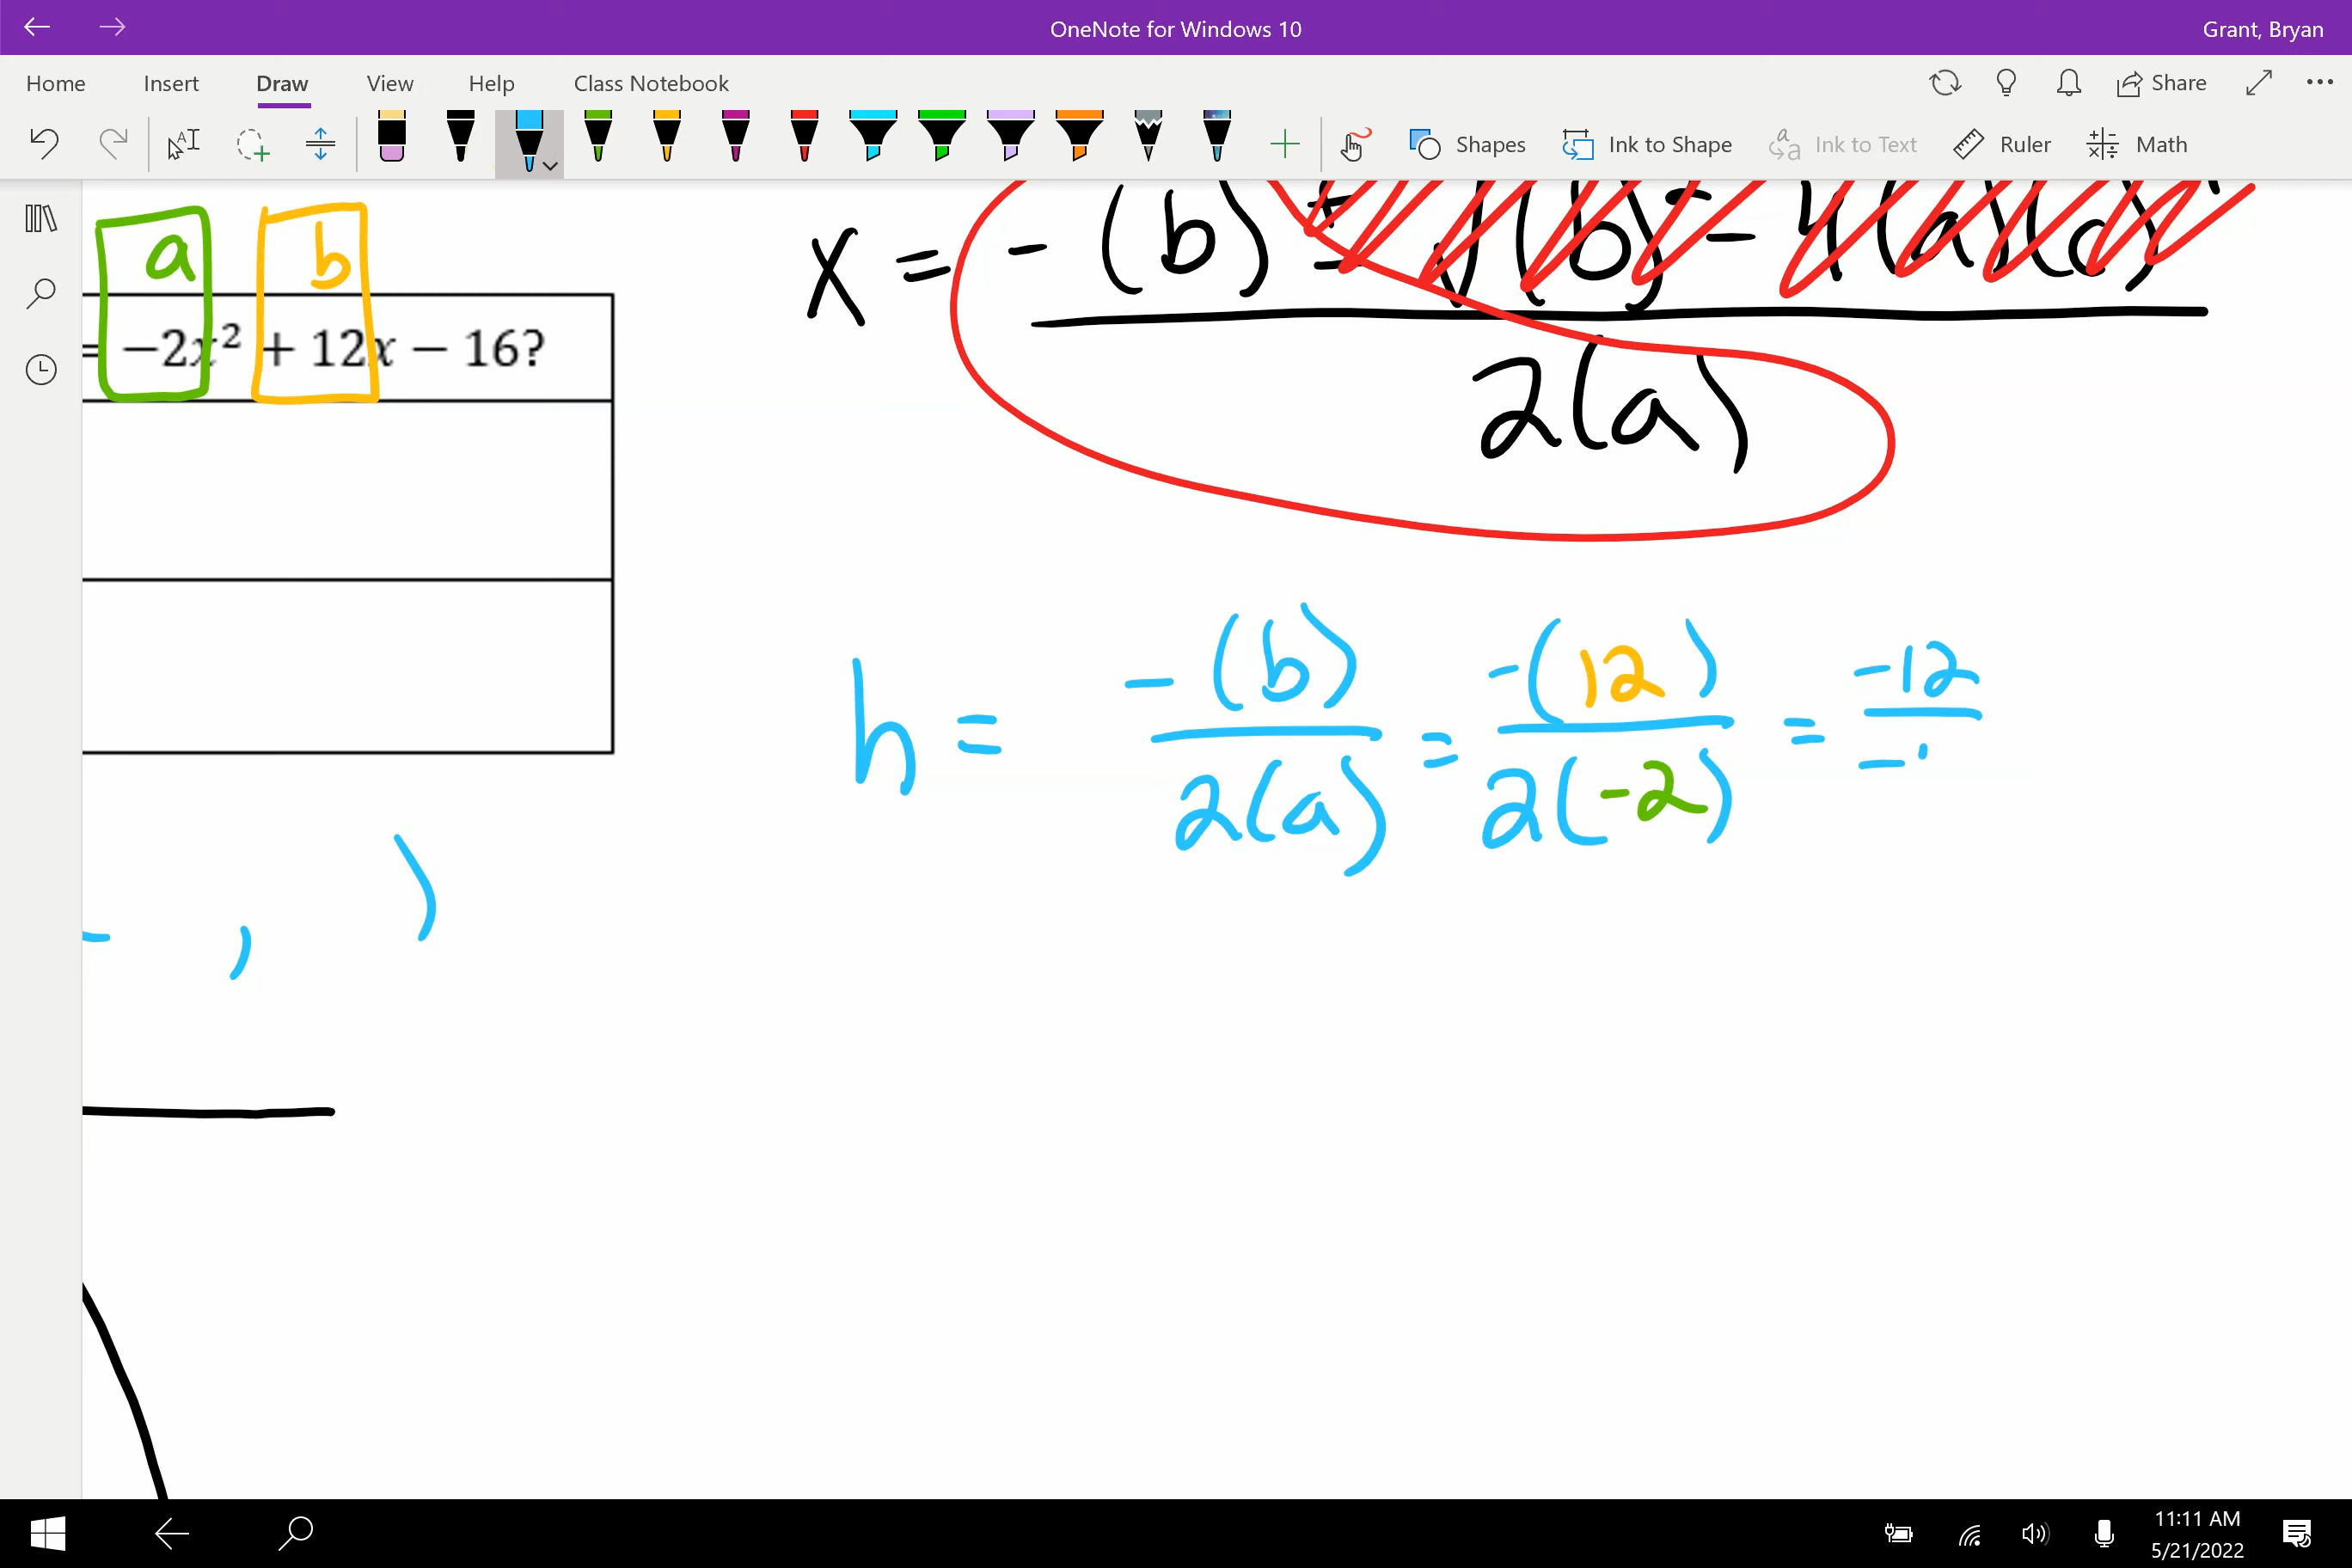 OneNote for Windows 10
Grant, Bryan
Home Insert Draw View Help Class Notebook
Share
Shapes Ink to Shape Ink to Text Ruler Math
a b
= −2x² + 12x − 16?
x = -(b) ± √(b)² - 4(a)(c)
2(a)
h = -(b) / 2(a) = -(12) / 2(-2) = -12 / -
, )
11:11 AM
5/21/2022